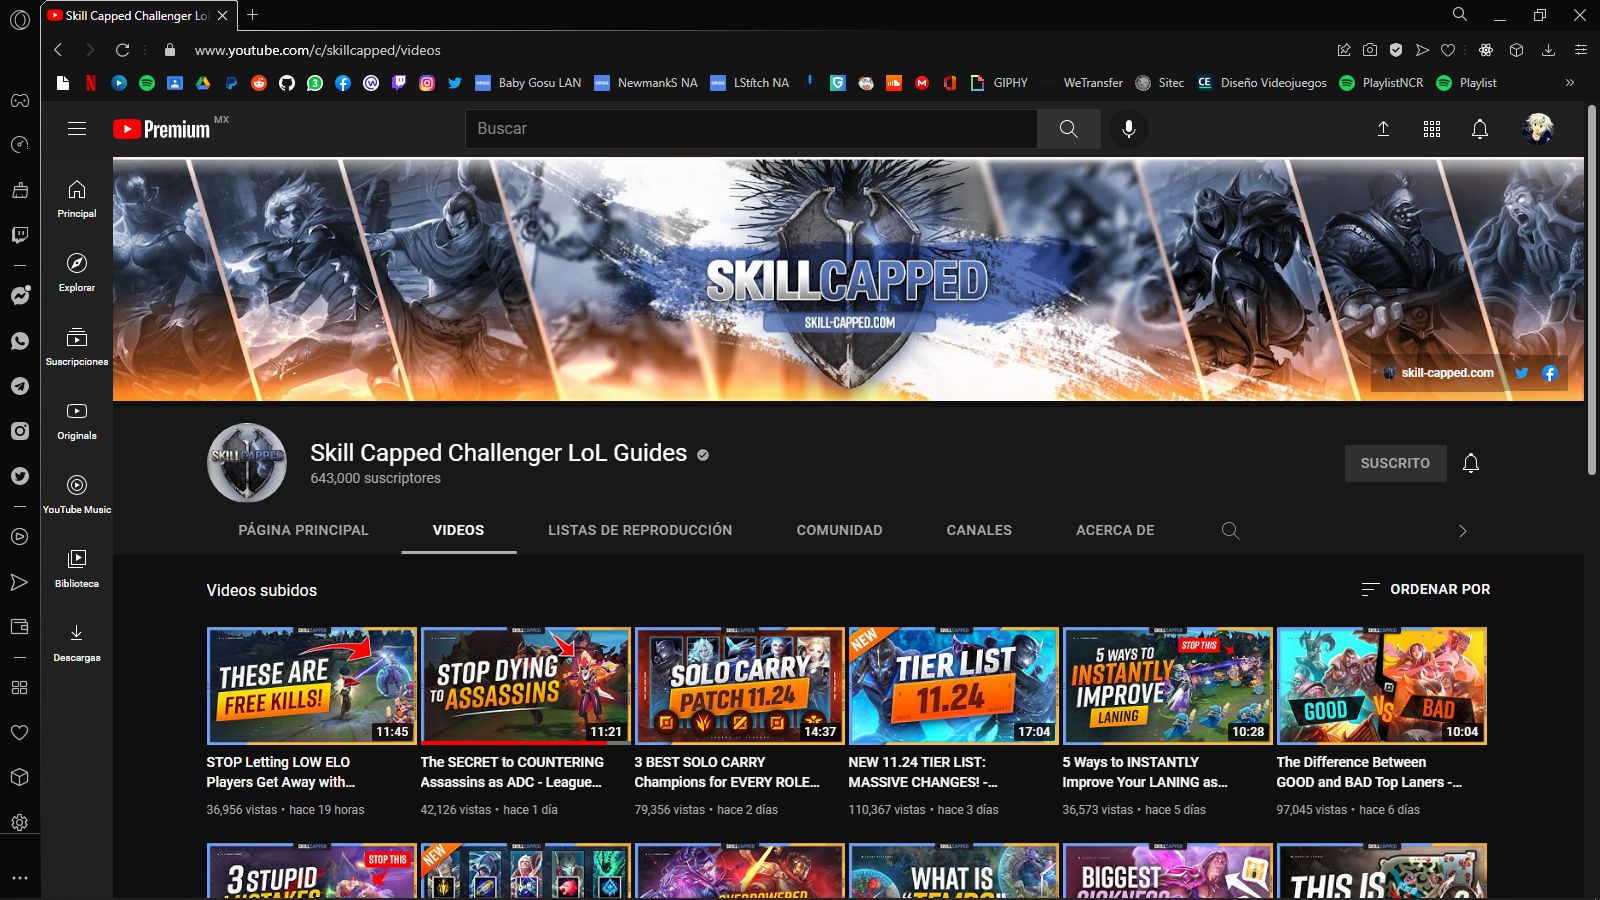 Skill Capped Challenger Lo
www.youtube.com/c/skillcapped/videos
Baby Gosu LAN
NewmankS NA
LStítch NA
GIPHY
WeTransfer
Sitec
CE
Diseño Videojuegos
PlaylistNCR
Playlist
Premium MX
Buscar
Principal
Explorar
Suscripciones
Originals
YouTube Music
Biblioteca
Descargas
SKILLCAPPED
SKILL-CAPPED.COM
skill-capped.com
SKILLCAPPED
Skill Capped Challenger LoL Guides
643,000 suscriptores
SUSCRITO
PÁGINA PRINCIPAL
VIDEOS
LISTAS DE REPRODUCCIÓN
COMUNIDAD
CANALES
ACERCA DE
Videos subidos
ORDENAR POR
THESE ARE
FREE KILLS!
11:45
STOP Letting LOW ELO
Players Get Away with...
36,956 vistas • hace 19 horas
STOP DYING
TO ASSASSINS
11:21
The SECRET to COUNTERING
Assassins as ADC - League...
42,126 vistas • hace 1 día
SOLO CARRY
PATCH 11.24
14:37
3 BEST SOLO CARRY
Champions for EVERY ROLE...
79,356 vistas • hace 2 días
NEW
TIER LIST
11.24
17:04
NEW 11.24 TIER LIST:
MASSIVE CHANGES! -...
110,367 vistas • hace 3 días
5 WAYS TO
INSTANTLY
IMPROVE
LANING
STOP THIS
10:28
5 Ways to INSTANTLY
Improve Your LANING as...
36,573 vistas • hace 5 días
GOOD
VS
BAD
10:04
The Difference Between
GOOD and BAD Top Laners -...
97,045 vistas • hace 6 días
3 STUPID
MISTAKES
STOP THIS
NEW
OVERPOWERED
WHAT IS
"TEMPO"
BIGGEST
THIS IS